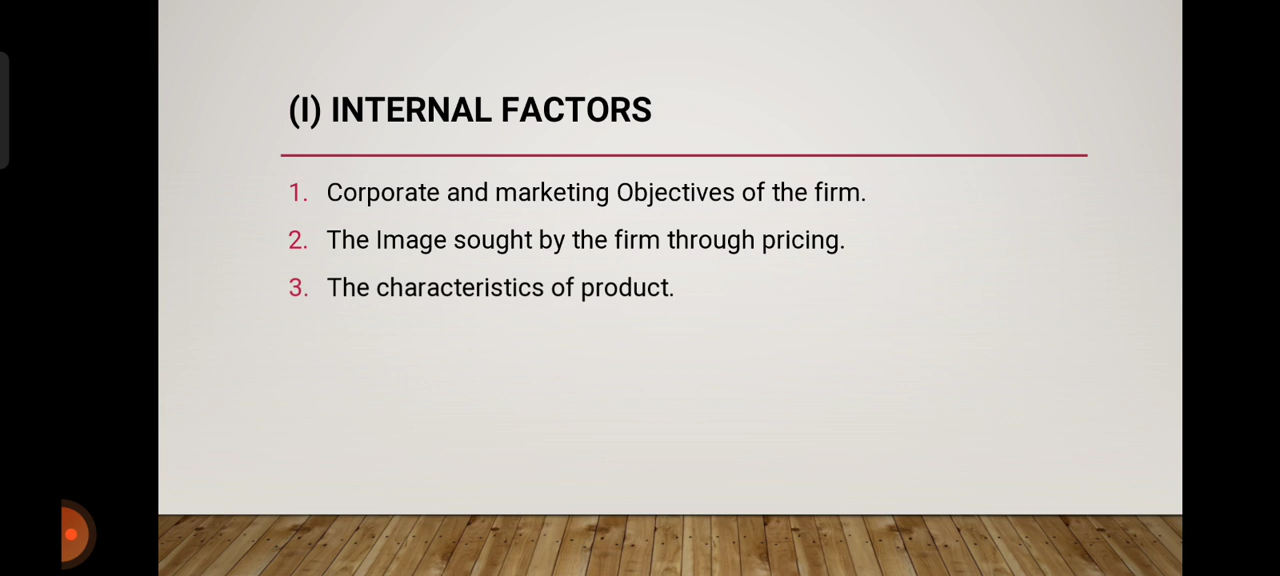 (I) INTERNAL FACTORS
1. Corporate and marketing Objectives of the firm.
2. The Image sought by the firm through pricing.
3. The characteristics of product.